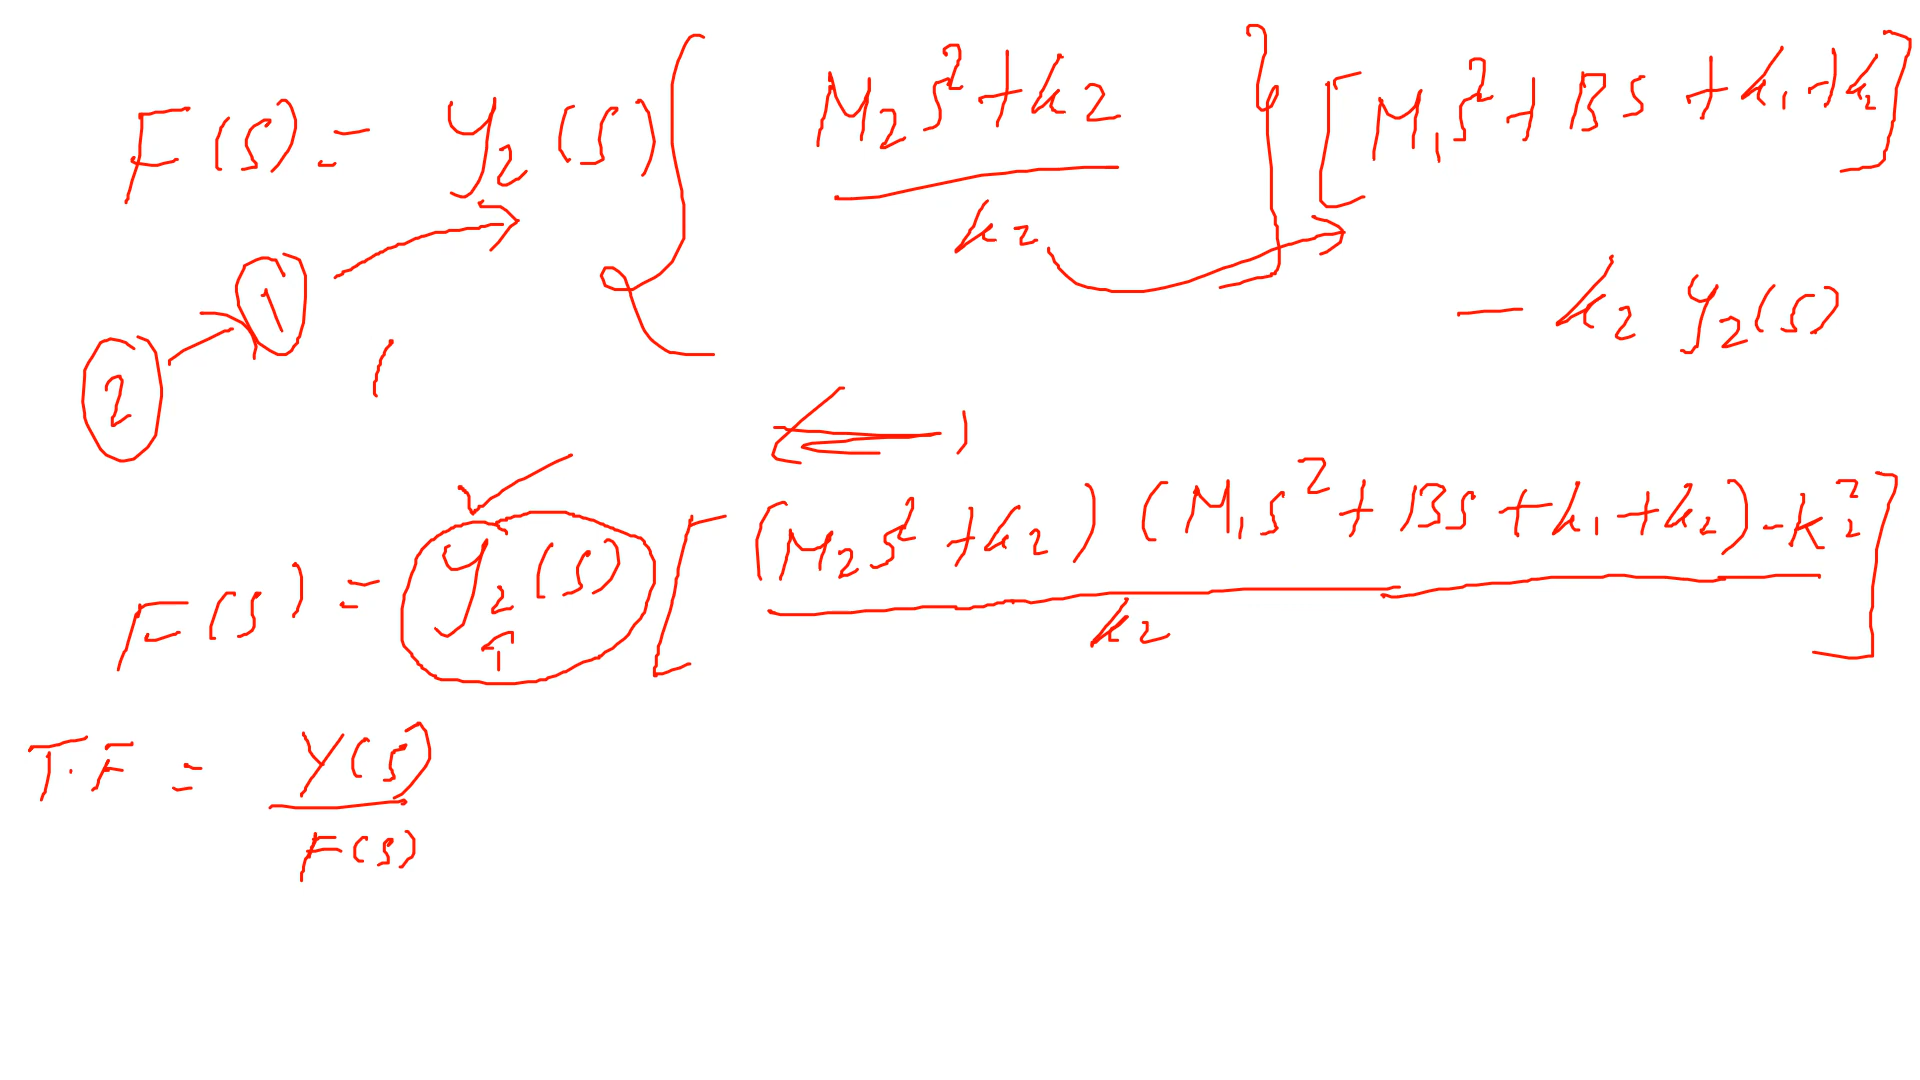 F(s) = Y₂(s) { (M₂s² + k₂) / k₂ } [M₁s² + Bs + k₁ + k₂]
- k₂ Y₂(s)
①
②
F(s) = Y₂(s) [ ((M₂s² + k₂) (M₁s² + Bs + k₁ + k₂) - k₂²) / k₂ ]
T.F = Y(s) / F(s)